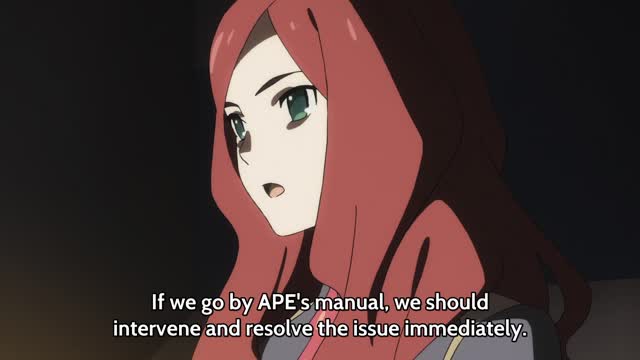 If we go by APE's manual, we should
intervene and resolve the issue immediately.